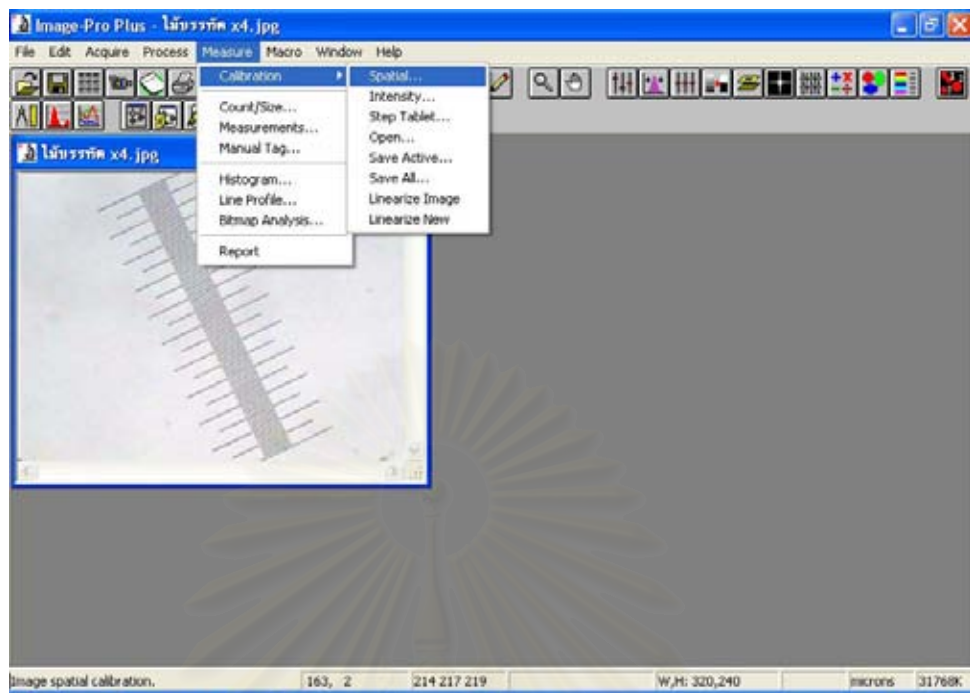 Image-Pro Plus - ไม้บรรทัด x4.jpg
File Edit Acquire Process Measure Macro Window Help
Calibration
Count/Size...
Measurements...
Manual Tag...
Histogram...
Line Profile...
Bitmap Analysis...
Report
Spatial...
Intensity...
Step Tablet...
Open...
Save Active...
Save All...
Linearize Image
Linearize New
ไม้บรรทัด x4.jpg
Image spatial calibration. 163, 2 214 217 219 W,H: 320,240 microns 31768K